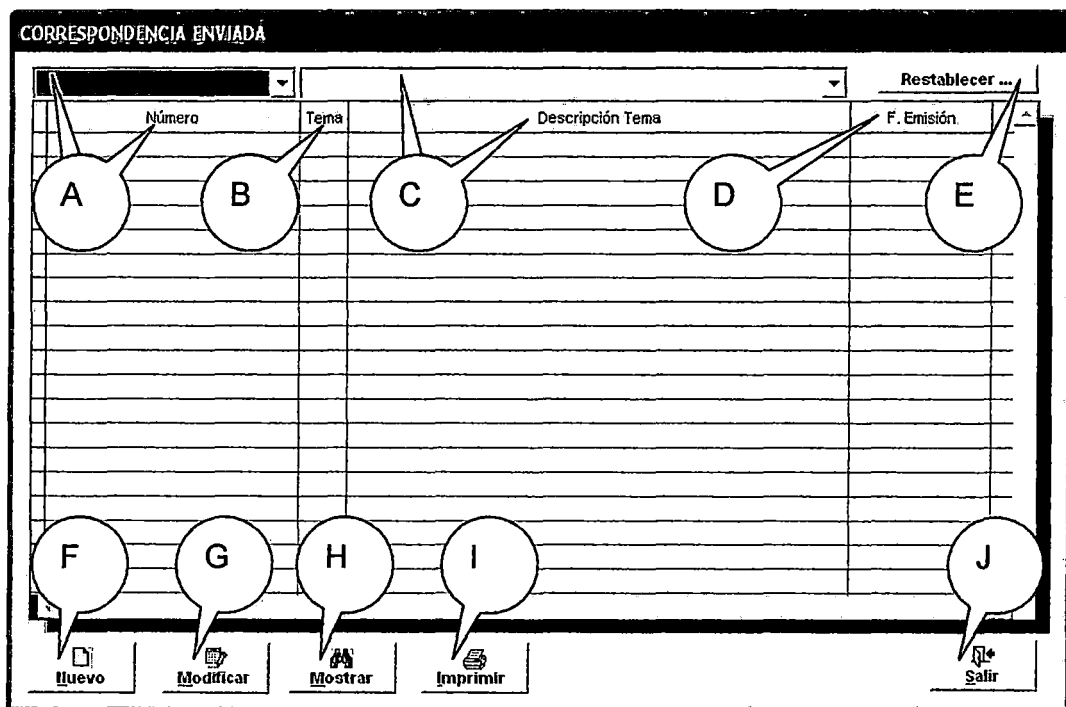 CORRESPONDENCIA ENVIADA
Restablecer ...
Número Tema Descripción Tema F. Emisión
A B C D E
F G H I J
Nuevo Modificar Mostrar Imprimir Salir